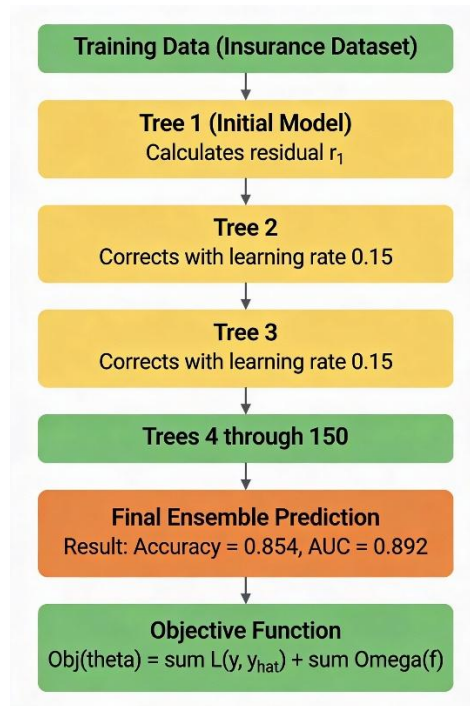 Training Data (Insurance Dataset)
Tree 1 (Initial Model)
Calculates residual r₁
Tree 2
Corrects with learning rate 0.15
Tree 3
Corrects with learning rate 0.15
Trees 4 through 150
Final Ensemble Prediction
Result: Accuracy = 0.854, AUC = 0.892
Objective Function
Obj(theta) = sum L(y, y_hat) + sum Omega(f)